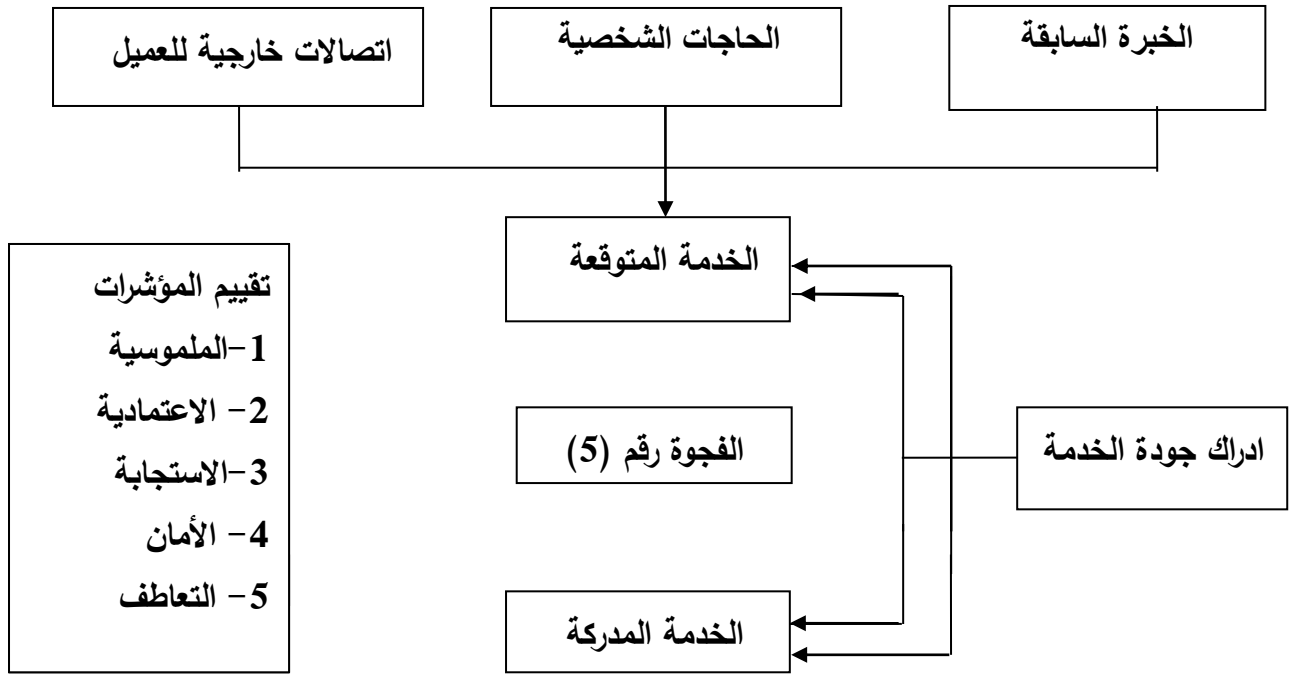 الخبرة السابقة
الحاجات الشخصية
اتصالات خارجية للعميل
الخدمة المتوقعة
تقييم المؤشرات
1-الملموسية
2- الاعتمادية
3-الاستجابة
4- الأمان
5- التعاطف
ادراك جودة الخدمة
الفجوة رقم (5)
الخدمة المدركة